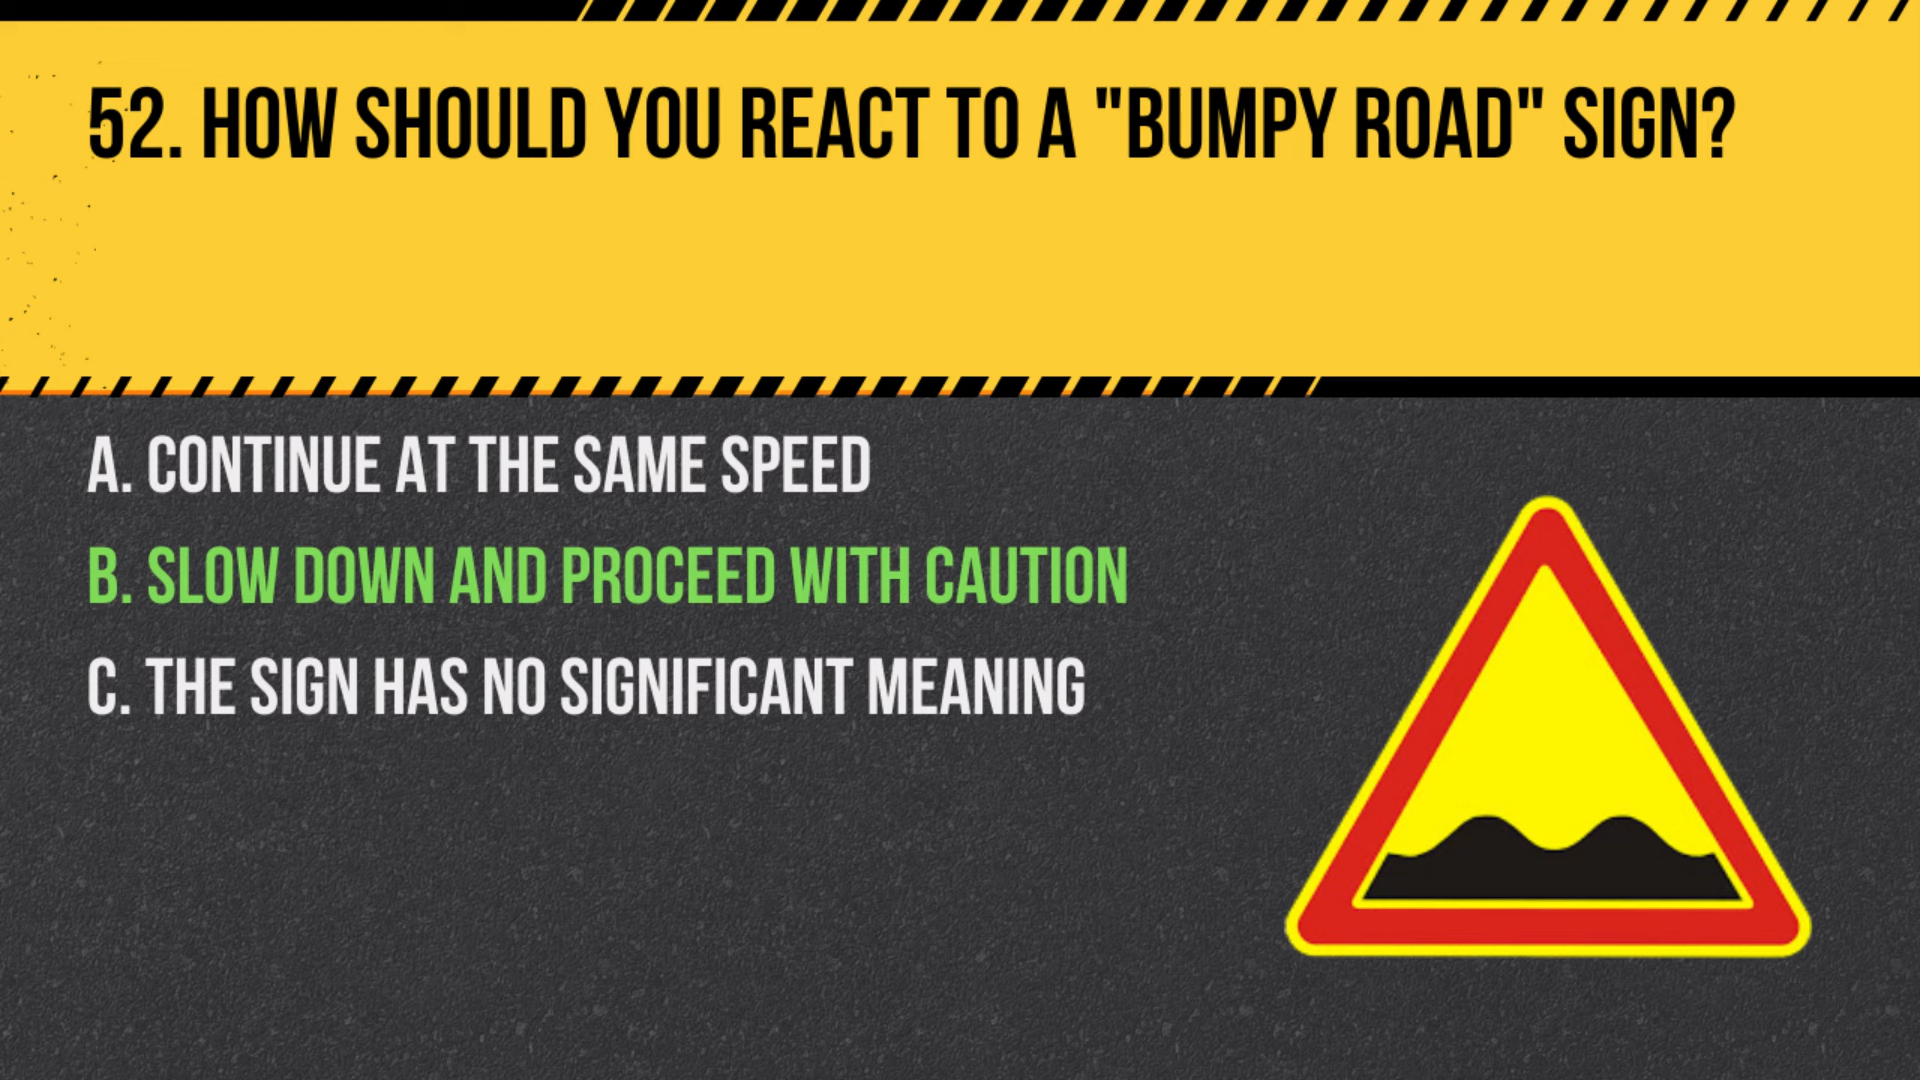 52. HOW SHOULD YOU REACT TO A "BUMPY ROAD" SIGN?
A. CONTINUE AT THE SAME SPEED
B. SLOW DOWN AND PROCEED WITH CAUTION
C. THE SIGN HAS NO SIGNIFICANT MEANING